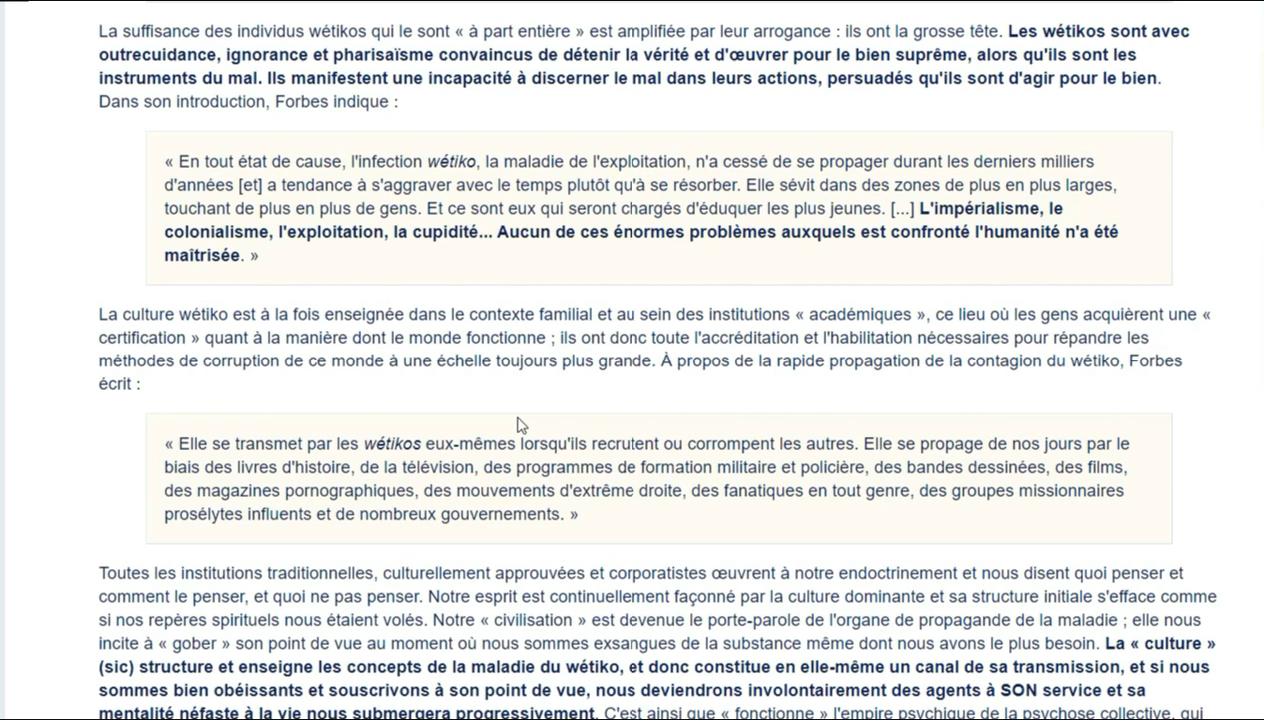 La suffisance des individus wétikos qui le sont « à part entière » est amplifiée par leur arrogance : ils ont la grosse tête. Les wétikos sont avec
outrecuidance, ignorance et pharisaïsme convaincus de détenir la vérité et d'œuvrer pour le bien suprême, alors qu'ils sont les
instruments du mal. Ils manifestent une incapacité à discerner le mal dans leurs actions, persuadés qu'ils sont d'agir pour le bien.
Dans son introduction, Forbes indique :
« En tout état de cause, l'infection wétiko, la maladie de l'exploitation, n'a cessé de se propager durant les derniers milliers
d'années [et] a tendance à s'aggraver avec le temps plutôt qu'à se résorber. Elle sévit dans des zones de plus en plus larges,
touchant de plus en plus de gens. Et ce sont eux qui seront chargés d'éduquer les plus jeunes. [...] L'impérialisme, le
colonialisme, l'exploitation, la cupidité... Aucun de ces énormes problèmes auxquels est confronté l'humanité n'a été
maîtrisée. »
La culture wétiko est à la fois enseignée dans le contexte familial et au sein des institutions « académiques », ce lieu où les gens acquièrent une «
certification » quant à la manière dont le monde fonctionne ; ils ont donc toute l'accréditation et l'habilitation nécessaires pour répandre les
méthodes de corruption de ce monde à une échelle toujours plus grande. À propos de la rapide propagation de la contagion du wétiko, Forbes
écrit :
« Elle se transmet par les wétikos eux-mêmes lorsqu'ils recrutent ou corrompent les autres. Elle se propage de nos jours par le
biais des livres d'histoire, de la télévision, des programmes de formation militaire et policière, des bandes dessinées, des films,
des magazines pornographiques, des mouvements d'extrême droite, des fanatiques en tout genre, des groupes missionnaires
prosélytes influents et de nombreux gouvernements. »
Toutes les institutions traditionnelles, culturellement approuvées et corporatistes œuvrent à notre endoctrinement et nous disent quoi penser et
comment le penser, et quoi ne pas penser. Notre esprit est continuellement façonné par la culture dominante et sa structure initiale s'efface comme
si nos repères spirituels nous étaient volés. Notre « civilisation » est devenue le porte-parole de l'organe de propagande de la maladie ; elle nous
incite à « gober » son point de vue au moment où nous sommes exsangues de la substance même dont nous avons le plus besoin. La « culture »
(sic) structure et enseigne les concepts de la maladie du wétiko, et donc constitue en elle-même un canal de sa transmission, et si nous
sommes bien obéissants et souscrivons à son point de vue, nous deviendrons involontairement des agents à SON service et sa
mentalité néfaste à la vie nous submergera progressivement. C'est ainsi que « fonctionne » l'empire psychique de la psychose collective, qui